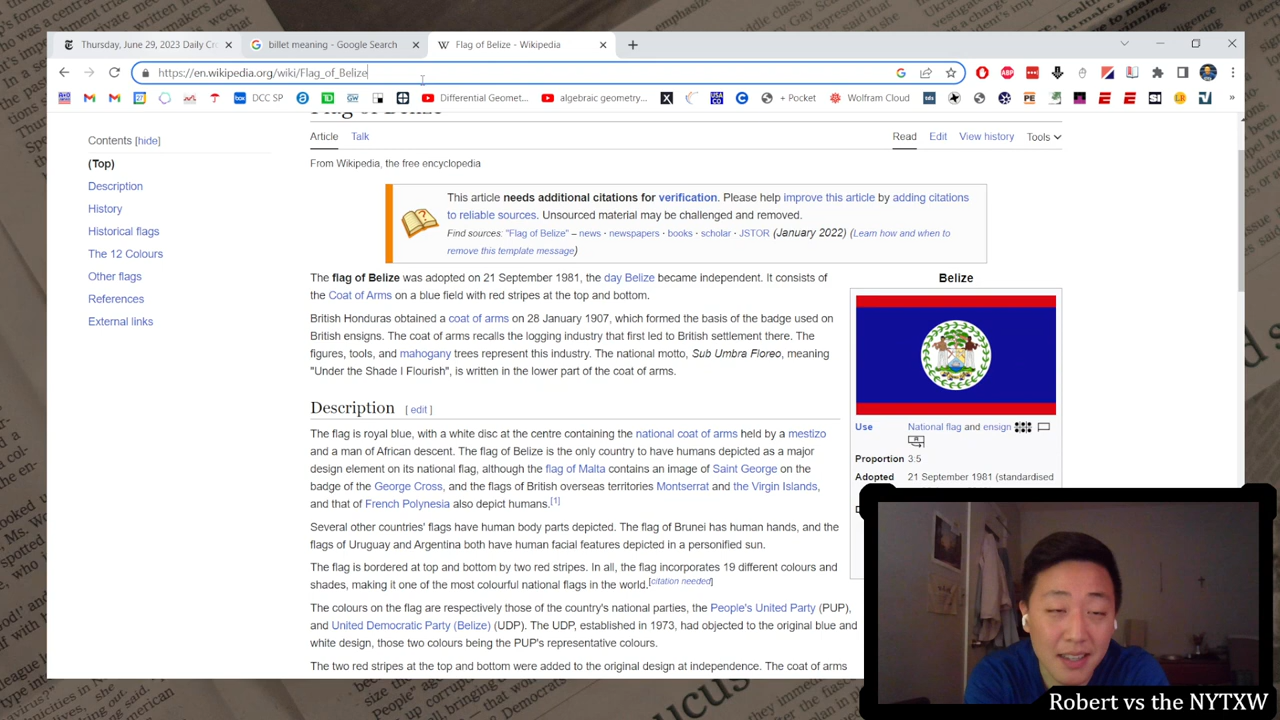 Thursday, June 29, 2023 Daily Cr
billet meaning - Google Search
Flag of Belize - Wikipedia
https://en.wikipedia.org/wiki/Flag_of_Belize
DCC SP
Differential Geomet...
algebraic geometry...
+ Pocket
Wolfram Cloud
Contents [hide]
(Top)
Description
History
Historical flags
The 12 Colours
Other flags
References
External links
Flag of Belize
Article Talk
Read Edit View history Tools
From Wikipedia, the free encyclopedia
This article needs additional citations for verification. Please help improve this article by adding citations
to reliable sources. Unsourced material may be challenged and removed.
Find sources: "Flag of Belize" – news · newspapers · books · scholar · JSTOR (January 2022) (Learn how and when to
remove this template message)
The flag of Belize was adopted on 21 September 1981, the day Belize became independent. It consists of
the Coat of Arms on a blue field with red stripes at the top and bottom.
British Honduras obtained a coat of arms on 28 January 1907, which formed the basis of the badge used on
British ensigns. The coat of arms recalls the logging industry that first led to British settlement there. The
figures, tools, and mahogany trees represent this industry. The national motto, Sub Umbra Floreo, meaning
"Under the Shade I Flourish", is written in the lower part of the coat of arms.
Description [ edit ]
The flag is royal blue, with a white disc at the centre containing the national coat of arms held by a mestizo
and a man of African descent. The flag of Belize is the only country to have humans depicted as a major
design element on its national flag, although the flag of Malta contains an image of Saint George on the
badge of the George Cross, and the flags of British overseas territories Montserrat and the Virgin Islands,
and that of French Polynesia also depict humans.[1]
Several other countries' flags have human body parts depicted. The flag of Brunei has human hands, and the
flags of Uruguay and Argentina both have human facial features depicted in a personified sun.
The flag is bordered at top and bottom by two red stripes. In all, the flag incorporates 19 different colours and
shades, making it one of the most colourful national flags in the world.[citation needed]
The colours on the flag are respectively those of the country's national parties, the People's United Party (PUP),
and United Democratic Party (Belize) (UDP). The UDP, established in 1973, had objected to the original blue and
white design, those two colours being the PUP's representative colours.
The two red stripes at the top and bottom were added to the original design at independence. The coat of arms
Belize
Use National flag and ensign
Proportion 3:5
Adopted 21 September 1981 (standardised
Robert vs the NYTXW